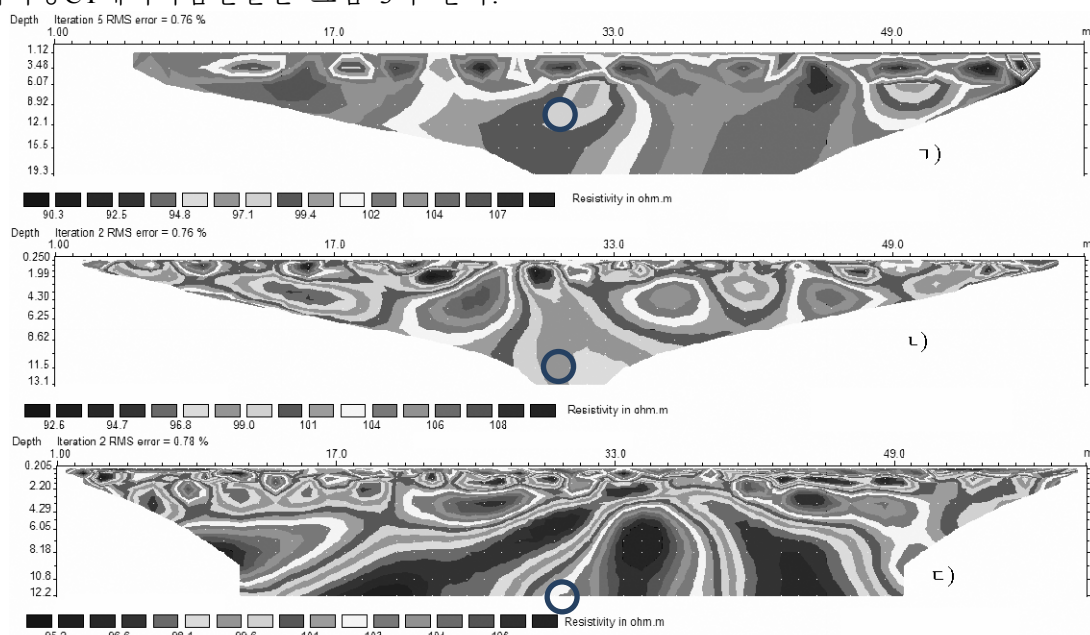 Depth Iteration 5 RMS error = 0.76 %
1.00 17.0 33.0 49.0 m
1.12
3.48
6.07
8.92
12.1
15.5
19.3
ㄱ)
Resistivity in ohm.m
90.3 92.5 94.8 97.1 99.4 102 104 107
Depth Iteration 2 RMS error = 0.76 %
1.00 17.0 33.0 49.0 m
0.250
1.99
4.30
6.25
8.62
11.5
13.1
ㄴ)
Resistivity in ohm.m
92.6 94.7 96.8 99.0 101 104 106 108
Depth Iteration 2 RMS error = 0.78 %
1.00 17.0 33.0 49.0 m
0.205
2.20
4.29
6.05
8.18
10.8
12.2
ㄷ)
Resistivity in ohm.m